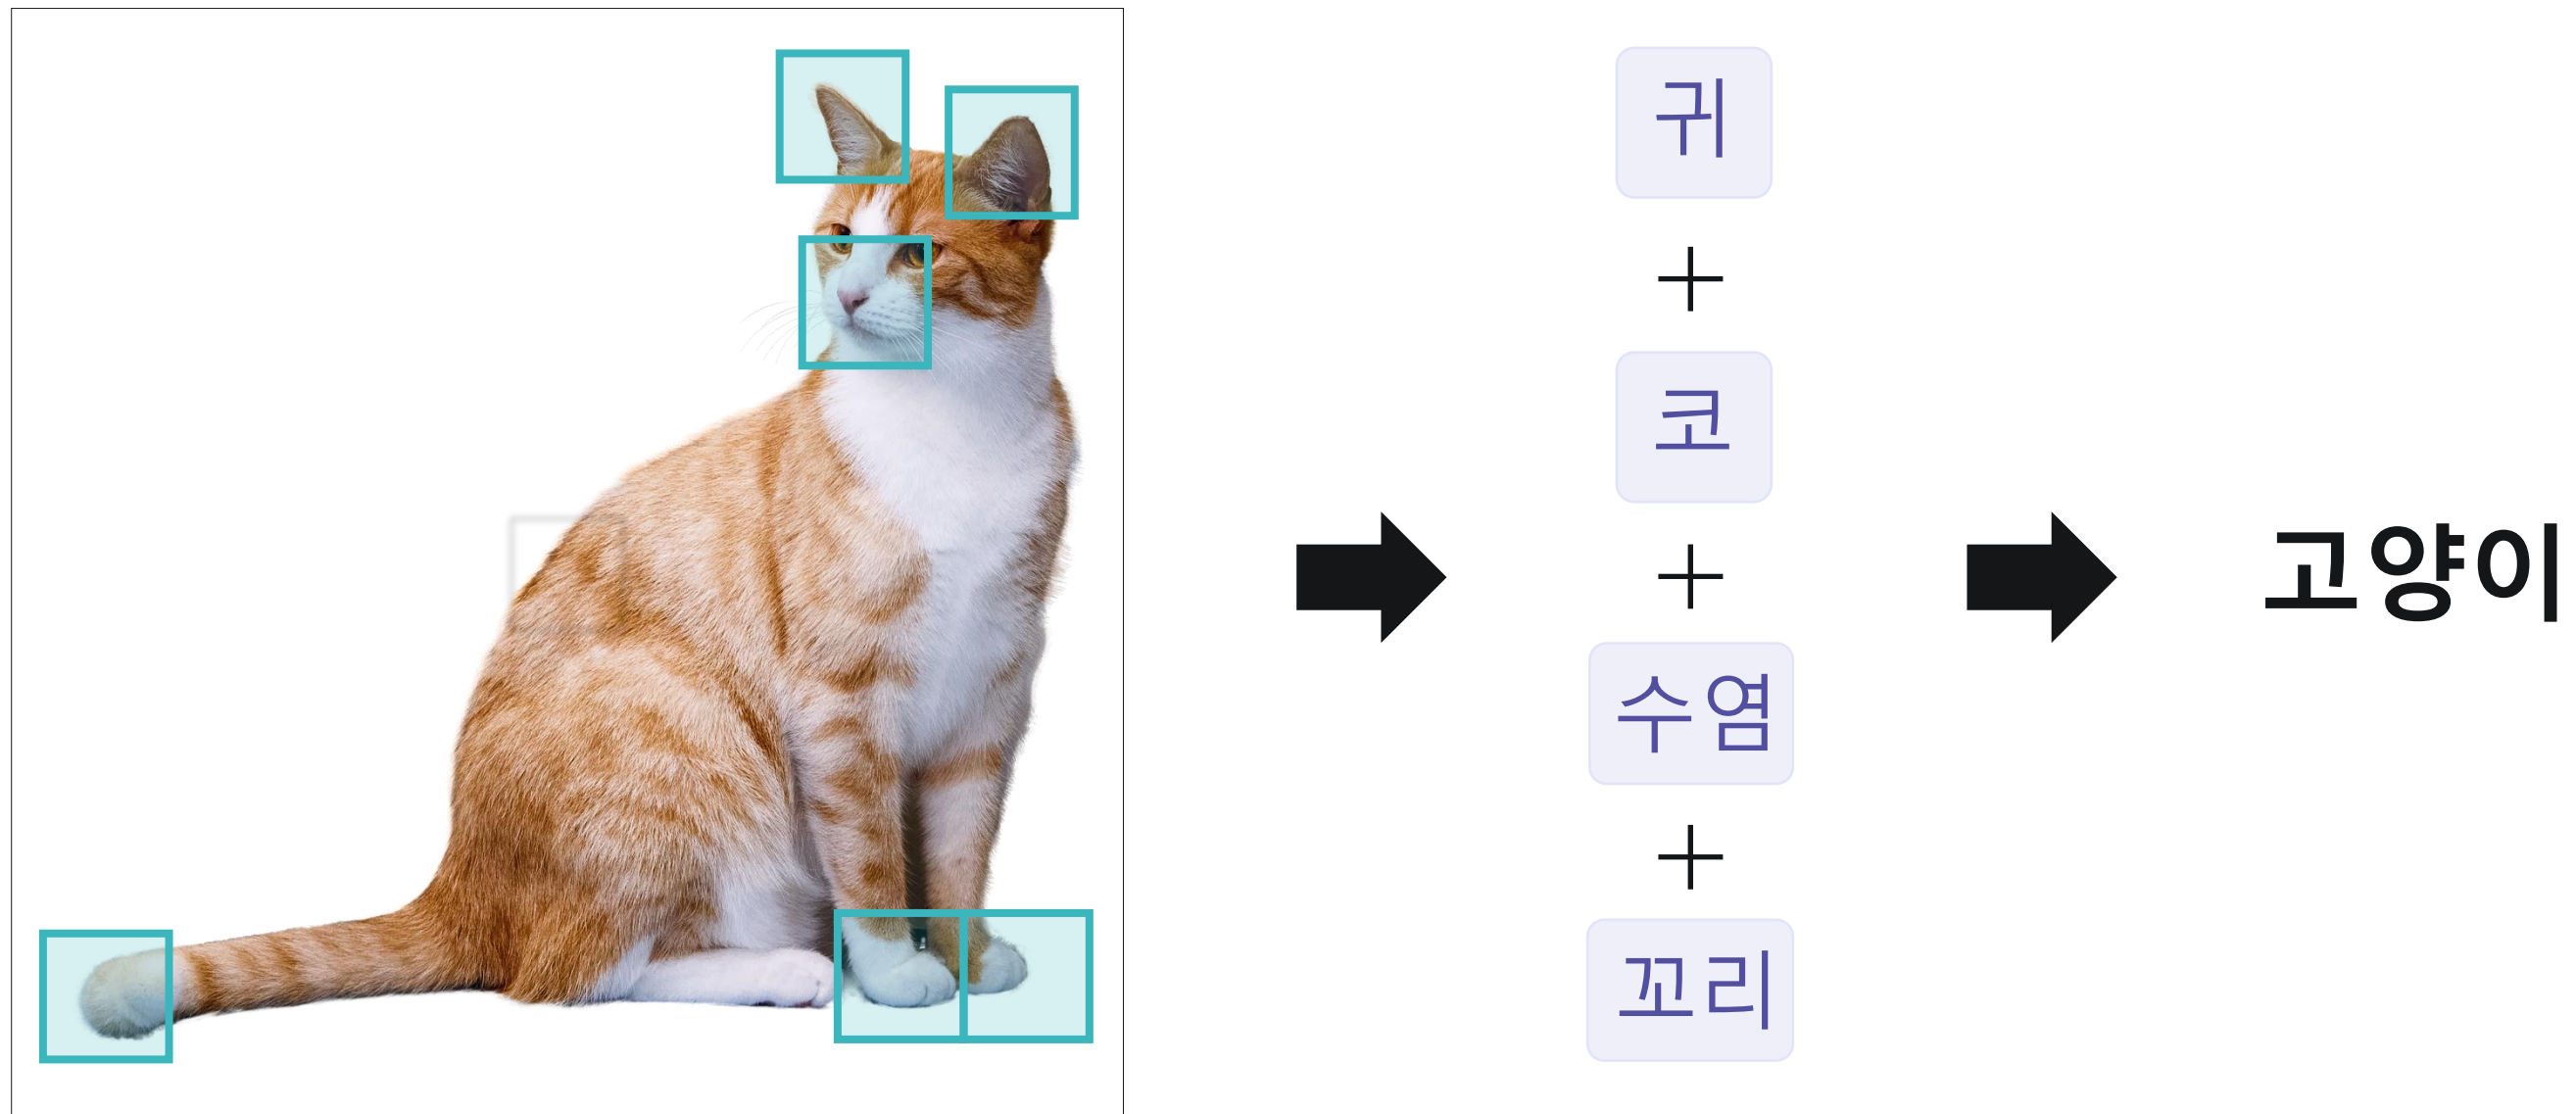 귀
+
코
+
수염
+
꼬리
고양이